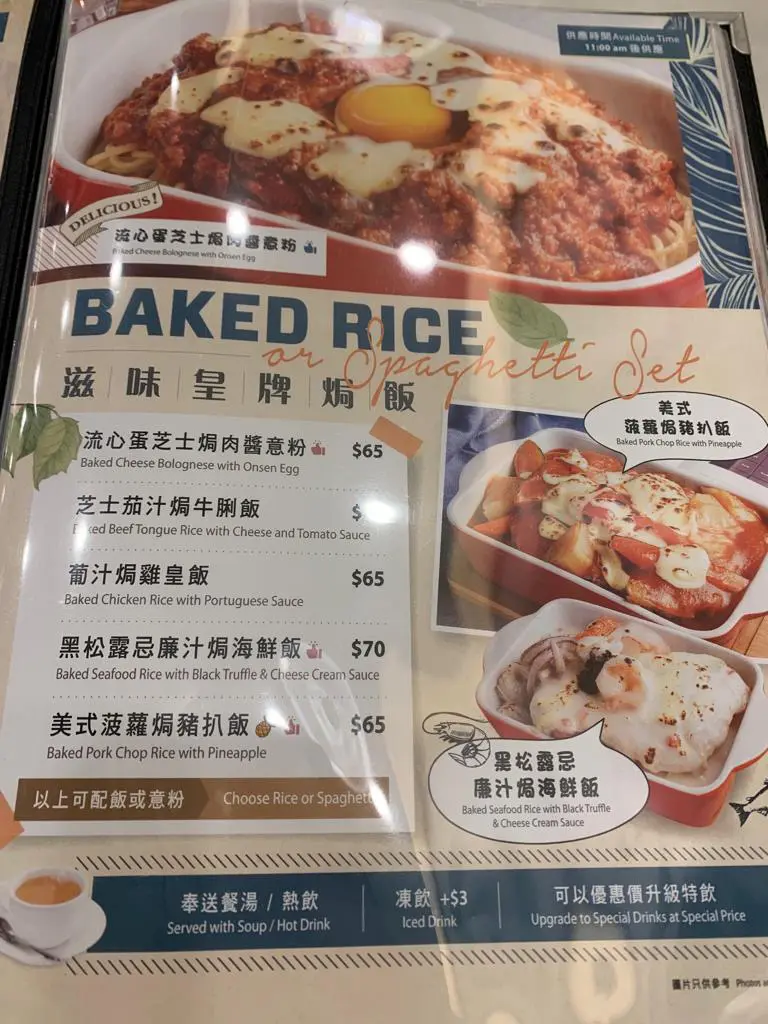 供應時間Available Time
11:00 am 後供應
DELICIOUS!
流心蛋芝士焗肉醬意粉
Baked Cheese Bolognese with Onsen Egg
BAKED RICE
or Spaghetti Set
滋味皇牌焗飯
美式
菠蘿焗豬扒飯
Baked Pork Chop Rice with Pineapple
流心蛋芝士焗肉醬意粉 $65
Baked Cheese Bolognese with Onsen Egg
芝士茄汁焗牛脷飯 $
Baked Beef Tongue Rice with Cheese and Tomato Sauce
葡汁焗雞皇飯 $65
Baked Chicken Rice with Portuguese Sauce
黑松露忌廉汁焗海鮮飯 $70
Baked Seafood Rice with Black Truffle & Cheese Cream Sauce
美式菠蘿焗豬扒飯 $65
Baked Pork Chop Rice with Pineapple
以上可配飯或意粉 Choose Rice or Spaghetti
黑松露忌
廉汁焗海鮮飯
Baked Seafood Rice with Black Truffle
& Cheese Cream Sauce
奉送餐湯 / 熱飲
Served with Soup / Hot Drink
凍飲 +$3
Iced Drink
可以優惠價升級特飲
Upgrade to Special Drinks at Special Price
圖片只供參考 Photos